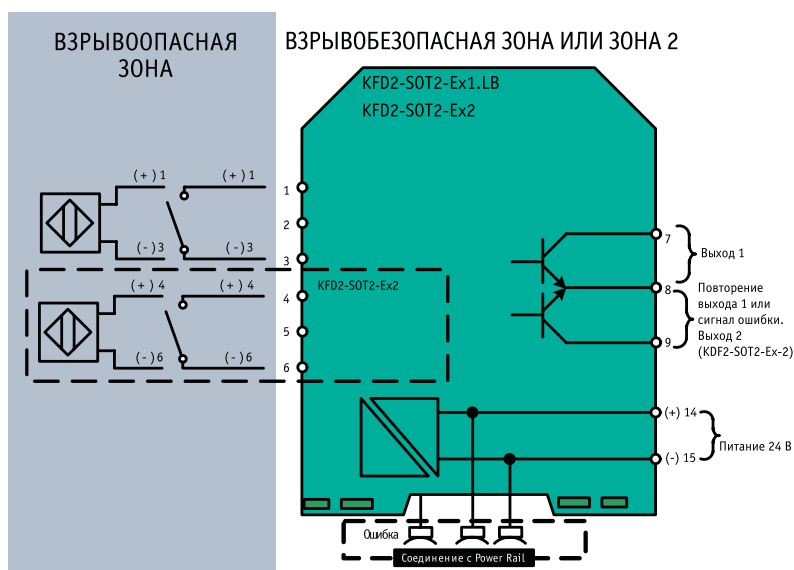 ВЗРЫВООПАСНАЯ
ЗОНА
ВЗРЫВОБЕЗОПАСНАЯ ЗОНА ИЛИ ЗОНА 2
KFD2-SOT2-Ex1.LB
KFD2-SOT2-Ex2
(+)1
(+)1
1
2
(-)3
(-)3
3
KFD2-SOT2-Ex2
(+)4
(+)4
4
5
(-)6
(-)6
6
7
Выход 1
8
Повторение
выхода 1 или
сигнал ошибки.
Выход 2
(KDF2-SOT2-Ex-2)
9
(+) 14
Питание 24 В
(-) 15
Ошибка
Соединение с Power Rail